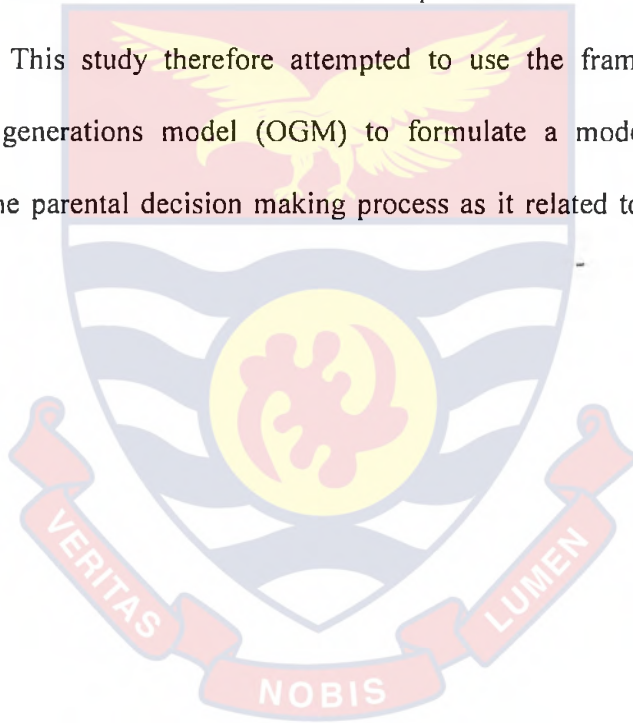 This study therefore attempted to use the fram
generations model (OGM) to formulate a mode
ne parental decision making process as it related to
VERITAS
NOBIS
LUMEN